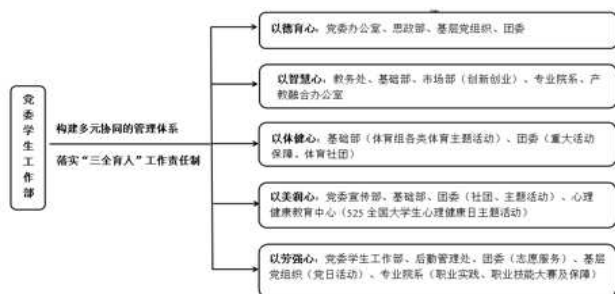 党委学生工作部
构建多元协同的管理体系
落实“三全育人”工作责任制
以德育心：党委办公室、思政部、基层党组织、团委
以智慧心：教务处、基础部、市场部（创新创业）、专业院系、产
教融合办公室
以体健心：基础部（体育组各类体育主题活动）、团委（重大活动
保障、体育社团）
以美润心：党委宣传部、基础部、团委（社团、主题活动）、心理
健康教育中心（525 全国大学生心理健康日主题活动）
以劳强心：党委学生工作部、后勤管理处、团委（志愿服务）、基层
党组织（党日活动）、专业院系（职业实践、职业技能大赛及保障）